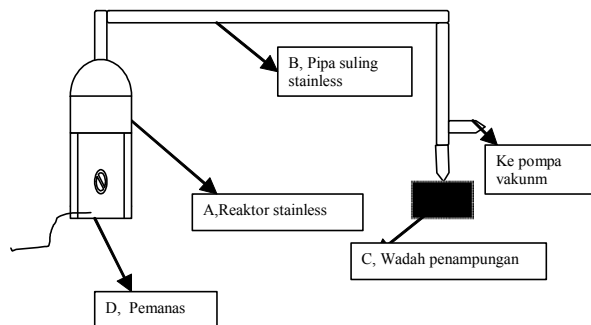 B, Pipa suling
stainless
Ke pompa
vakunm
A,Reaktor stainless
C, Wadah penampungan
D,  Pemanas